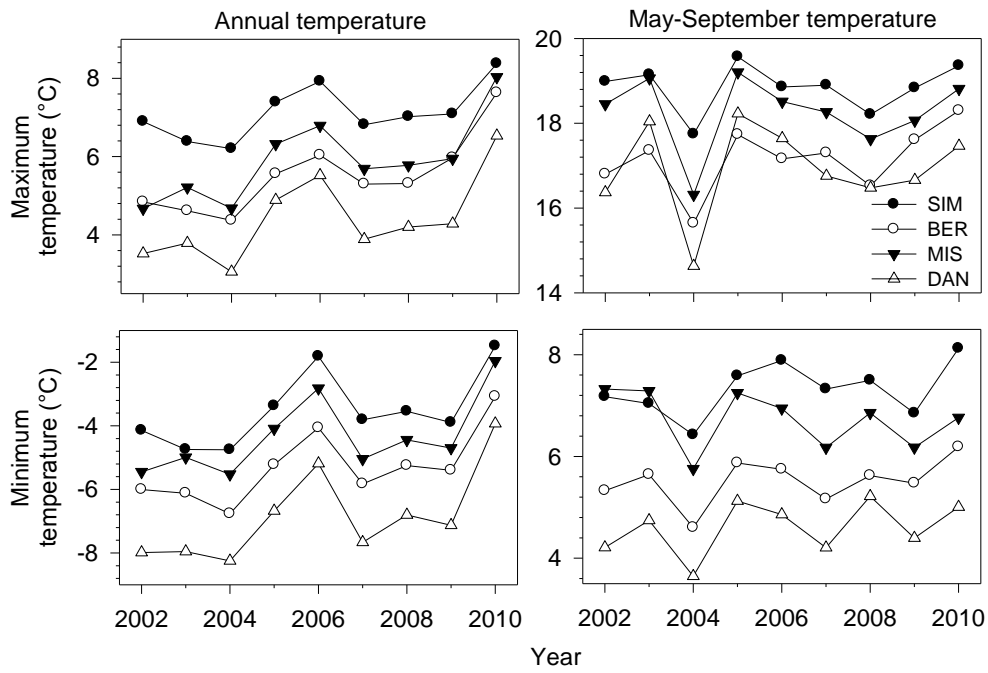 Annual temperature
May-September temperature
Maximum
temperature (°C)
8
6
4
20
18
16
14
SIM
BER
MIS
DAN
Minimum
temperature (°C)
-2
-4
-6
-8
8
6
4
2002 2004 2006 2008 2010
2002 2004 2006 2008 2010
Year